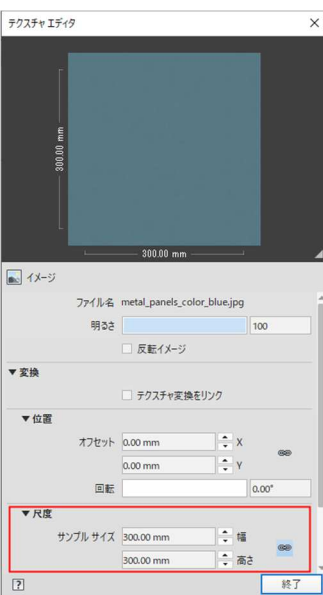 テクスチャ エディタ
300.00 mm
300.00 mm
イメージ
ファイル名 metal_panels_color_blue.jpg
明るさ 100
反転イメージ
▼変換
テクスチャ変換をリンク
▼位置
オフセット 0.00 mm X
0.00 mm Y
回転 0.00°
▼尺度
サンプル サイズ 300.00 mm 幅
300.00 mm 高さ
? 終了